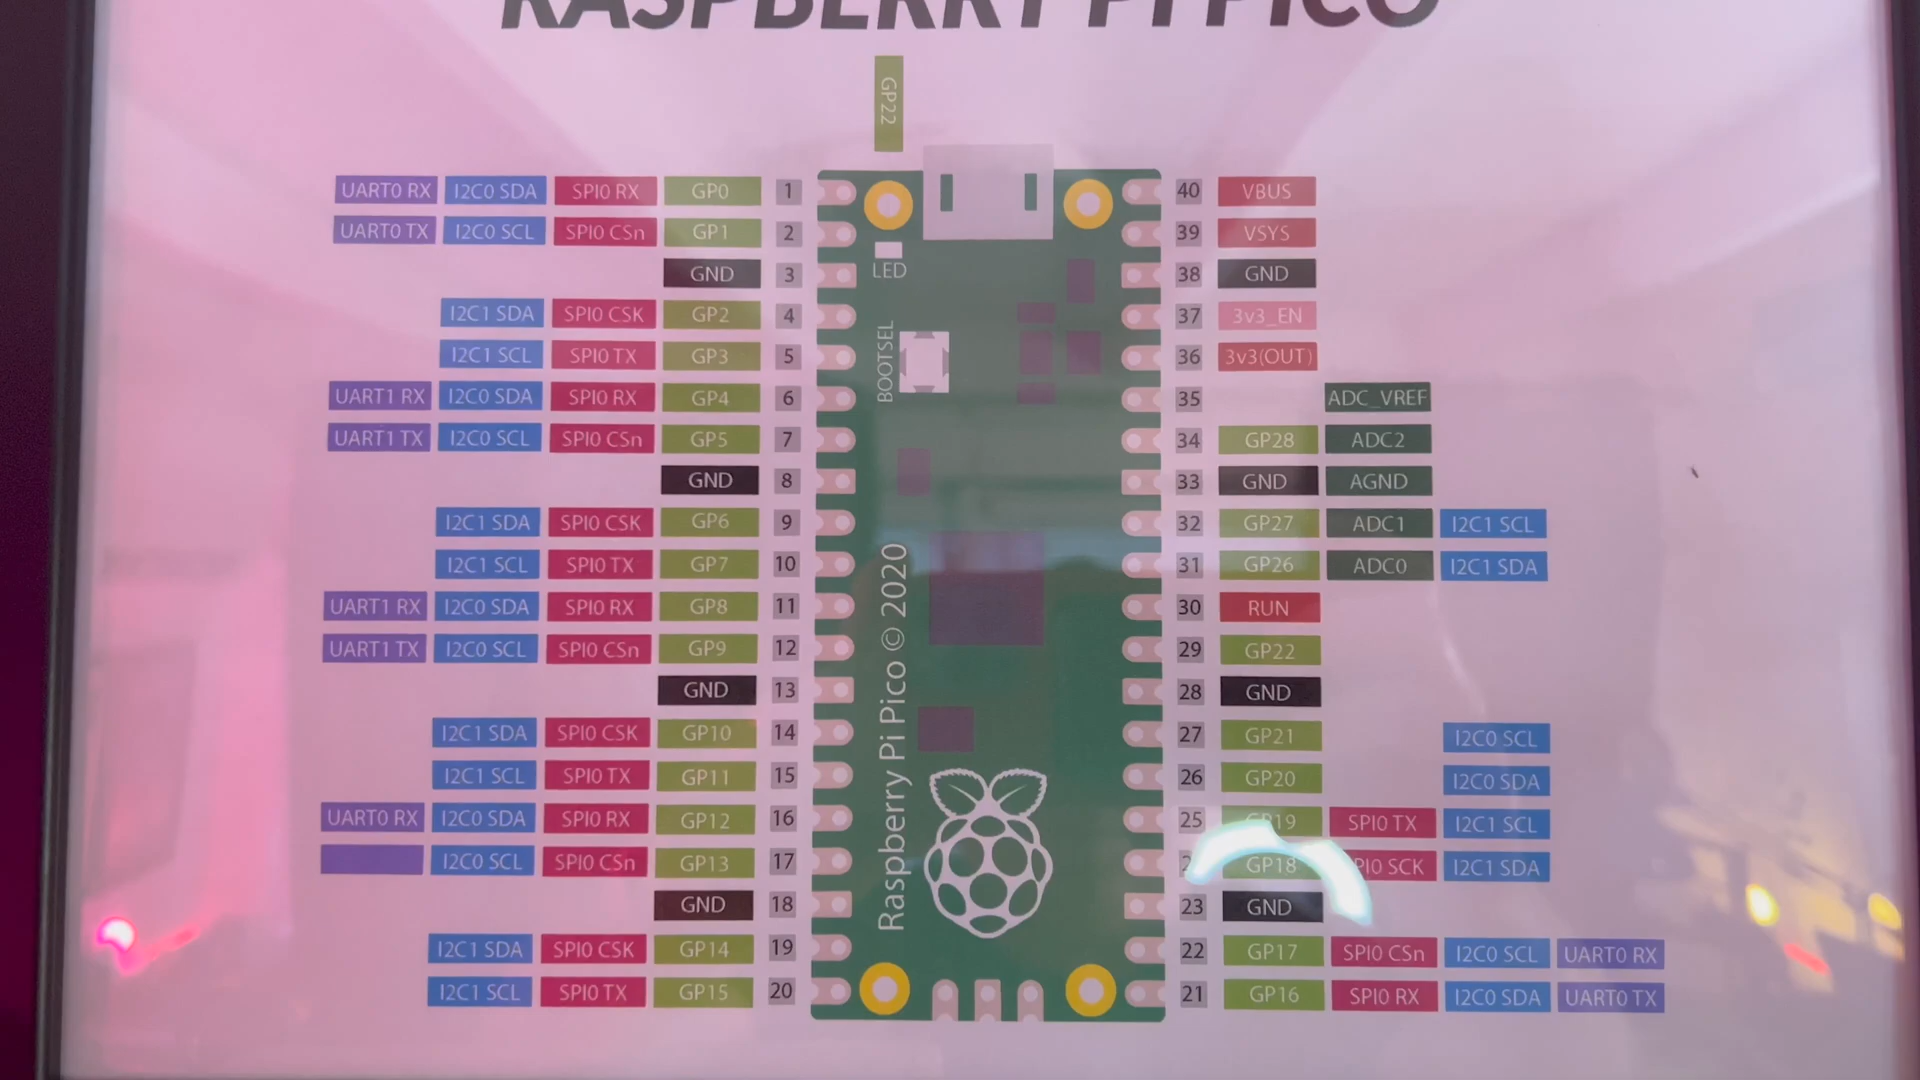 RASPBERRY PI PICO
GP22
UART0 RX I2C0 SDA SPI0 RX GP0 1 40 VBUS
UART0 TX I2C0 SCL SPI0 CSn GP1 2 39 VSYS
LED
GND 3 38 GND
I2C1 SDA SPI0 CSK GP2 4 37 3v3_EN
I2C1 SCL SPI0 TX GP3 5 36 3v3(OUT)
BOOTSEL
UART1 RX I2C0 SDA SPI0 RX GP4 6 35 ADC_VREF
UART1 TX I2C0 SCL SPI0 CSn GP5 7 34 GP28 ADC2
GND 8 33 GND AGND
I2C1 SDA SPI0 CSK GP6 9 32 GP27 ADC1 I2C1 SCL
I2C1 SCL SPI0 TX GP7 10 31 GP26 ADC0 I2C1 SDA
UART1 RX I2C0 SDA SPI0 RX GP8 11 30 RUN
UART1 TX I2C0 SCL SPI0 CSn GP9 12 29 GP22
GND 13 28 GND
I2C1 SDA SPI0 CSK GP10 14 27 GP21 I2C0 SCL
Raspberry Pi Pico © 2020
I2C1 SCL SPI0 TX GP11 15 26 GP20 I2C0 SDA
UART0 RX I2C0 SDA SPI0 RX GP12 16 25 GP19 SPI0 TX I2C1 SCL
I2C0 SCL SPI0 CSn GP13 17 GP18 SCK I2C1 SDA
GND 18 23 GND
I2C1 SDA SPI0 CSK GP14 19 22 GP17 SPI0 CSn I2C0 SCL UART0 RX
I2C1 SCL SPI0 TX GP15 20 21 GP16 SPI0 RX I2C0 SDA UART0 TX